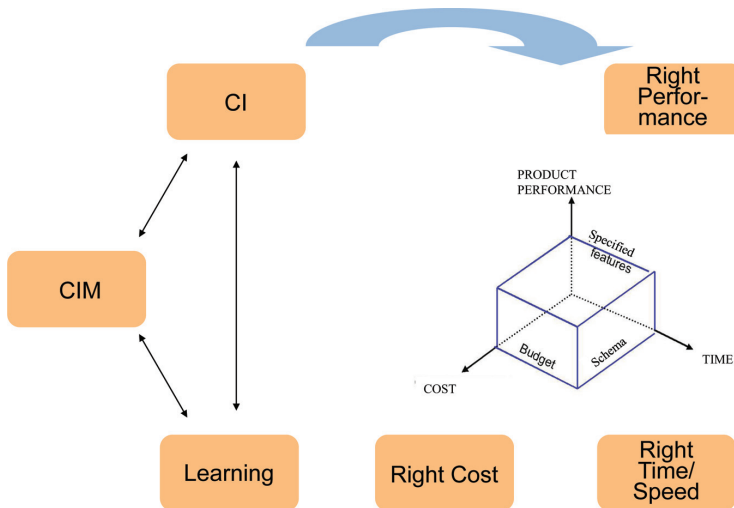 CI
Right
Perfor-
mance
PRODUCT
PERFORMANCE
Specified
features
CIM
Budget
Schema
TIME
COST
Learning
Right Cost
Right
Time/
Speed